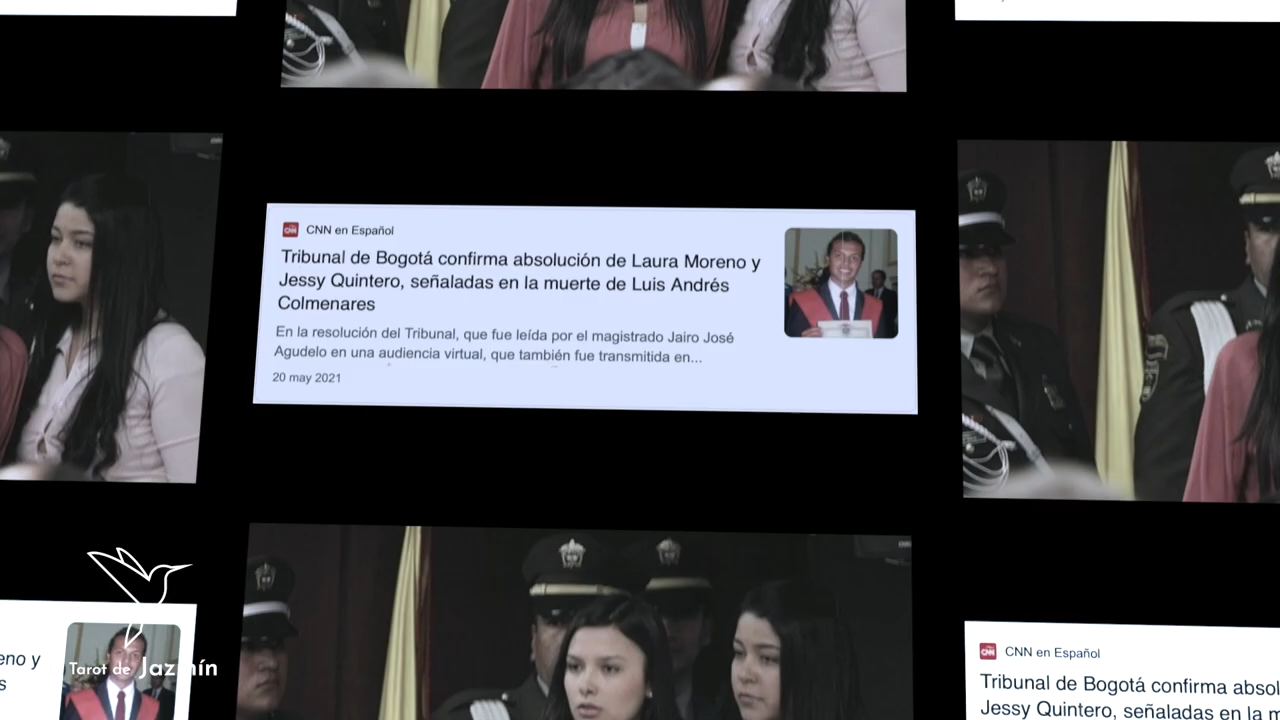 CNN en Español
Tribunal de Bogotá confirma absolución de Laura Moreno y
Jessy Quintero, señaladas en la muerte de Luis Andrés
Colmenares
En la resolución del Tribunal, que fue leída por el magistrado Jairo José
Agudelo en una audiencia virtual, que también fue transmitida en...
20 may 2021
eno y
s
Tarot de Jazmín
CNN en Español
Tribunal de Bogotá confirma absol
Jessy Quintero, señaladas en la m